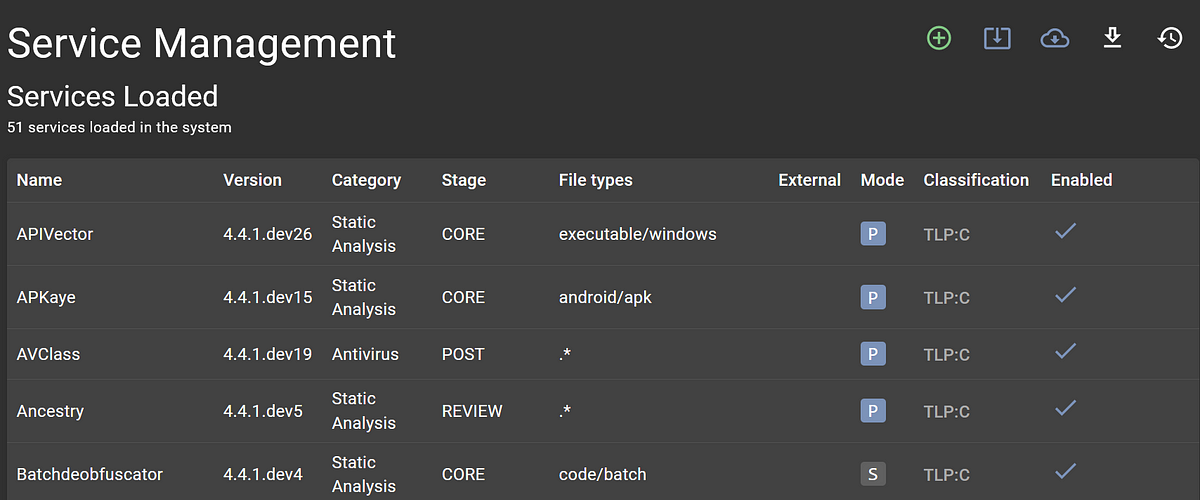 Service Management
Services Loaded
51 services loaded in the system
Name Version Category Stage File types External Mode Classification Enabled
APIVector 4.4.1.dev26 Static Analysis CORE executable/windows P TLP:C
APKaye 4.4.1.dev15 Static Analysis CORE android/apk P TLP:C
AVClass 4.4.1.dev19 Antivirus POST .* P TLP:C
Ancestry 4.4.1.dev5 Static Analysis REVIEW .* P TLP:C
Batchdeobfuscator 4.4.1.dev4 Static Analysis CORE code/batch S TLP:C